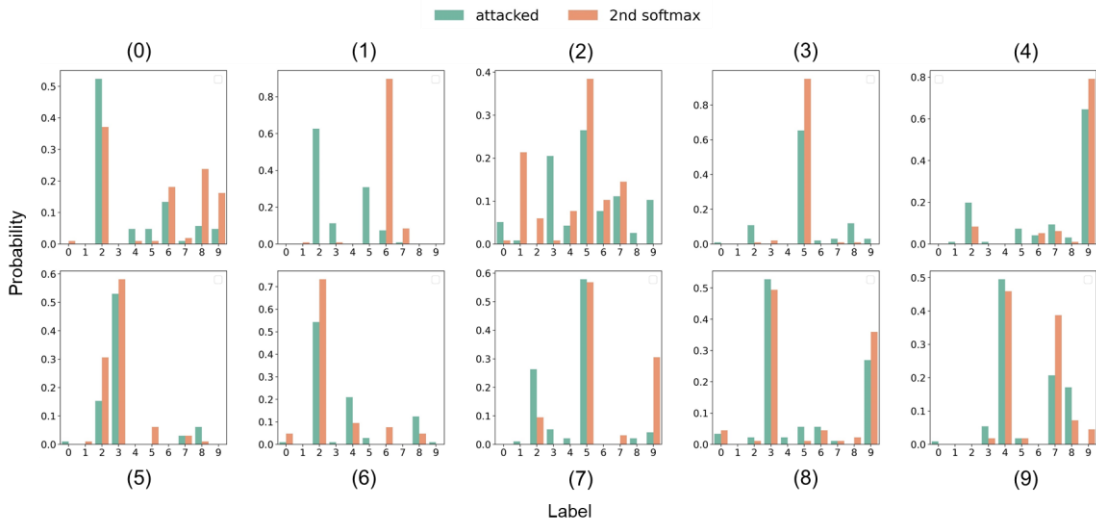 attacked 2nd softmax
(0) (1) (2) (3) (4)
0.5 0.4 0.3 0.2 0.1 0.0
0 1 2 3 4 5 6 7 8 9
0.8 0.6 0.4 0.2 0.0
0 1 2 3 4 5 6 7 8 9
0.4 0.3 0.2 0.1 0.0
0 1 2 3 4 5 6 7 8 9
0.8 0.6 0.4 0.2 0.0
0 1 2 3 4 5 6 7 8 9
0.8 0.6 0.4 0.2 0.0
0 1 2 3 4 5 6 7 8 9
Probability
0.6 0.5 0.4 0.3 0.2 0.1 0.0
0 1 2 3 4 5 6 7 8 9
0.7 0.6 0.5 0.4 0.3 0.2 0.1 0.0
0 1 2 3 4 5 6 7 8 9
0.6 0.5 0.4 0.3 0.2 0.1 0.0
0 1 2 3 4 5 6 7 8 9
0.5 0.4 0.3 0.2 0.1 0.0
0 1 2 3 4 5 6 7 8 9
0.5 0.4 0.3 0.2 0.1 0.0
0 1 2 3 4 5 6 7 8 9
(5) (6) (7) (8) (9)
Label